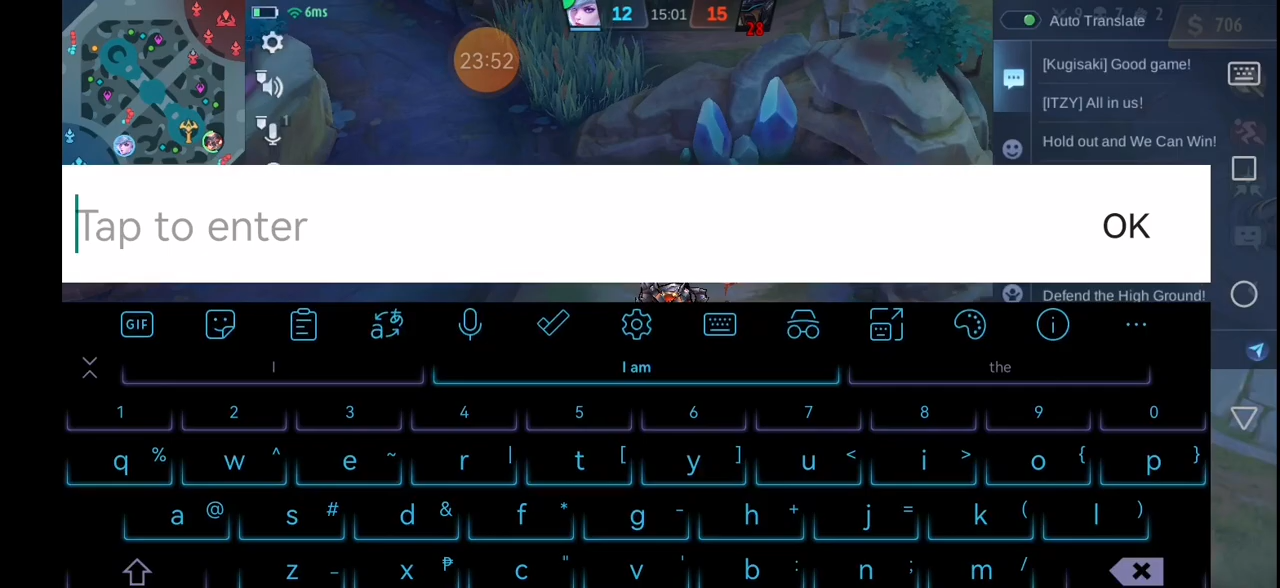 6ms
12 15:01 15
28
23:52
1
Auto Translate
$ 706
[Kugisaki] Good game!
[ITZY] All in us!
Hold out and We Can Win!
Tap to enter
OK
Defend the High Ground!
GIF
I
I am
the
1 2 3 4 5 6 7 8 9 0
q % w ^ e ~ r | t [ y ] u < i > o { p }
a @ s # d & f * g - h + j = k ( l )
z _ x ₱ c " v ' b : n ; m /